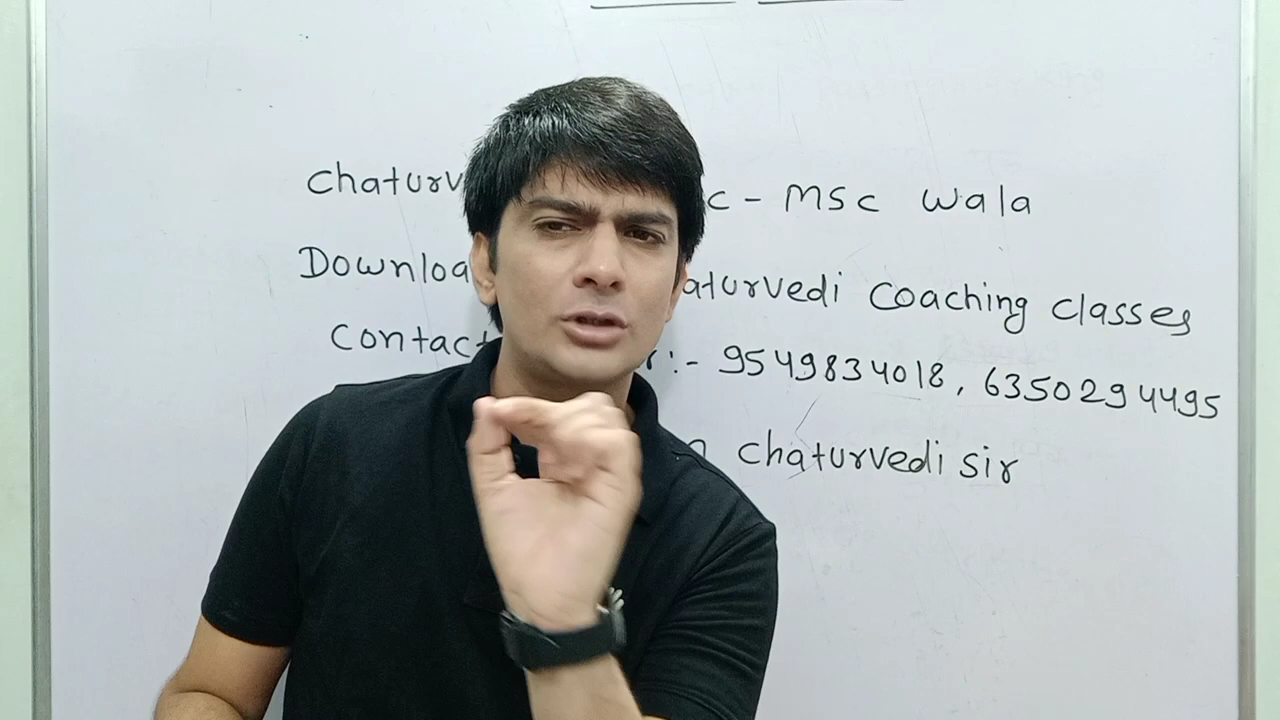 chaturv c - MSC wala
Downloa aturvedi coaching classes
contact r :- 9549834018, 6350294495
chaturvedi sir